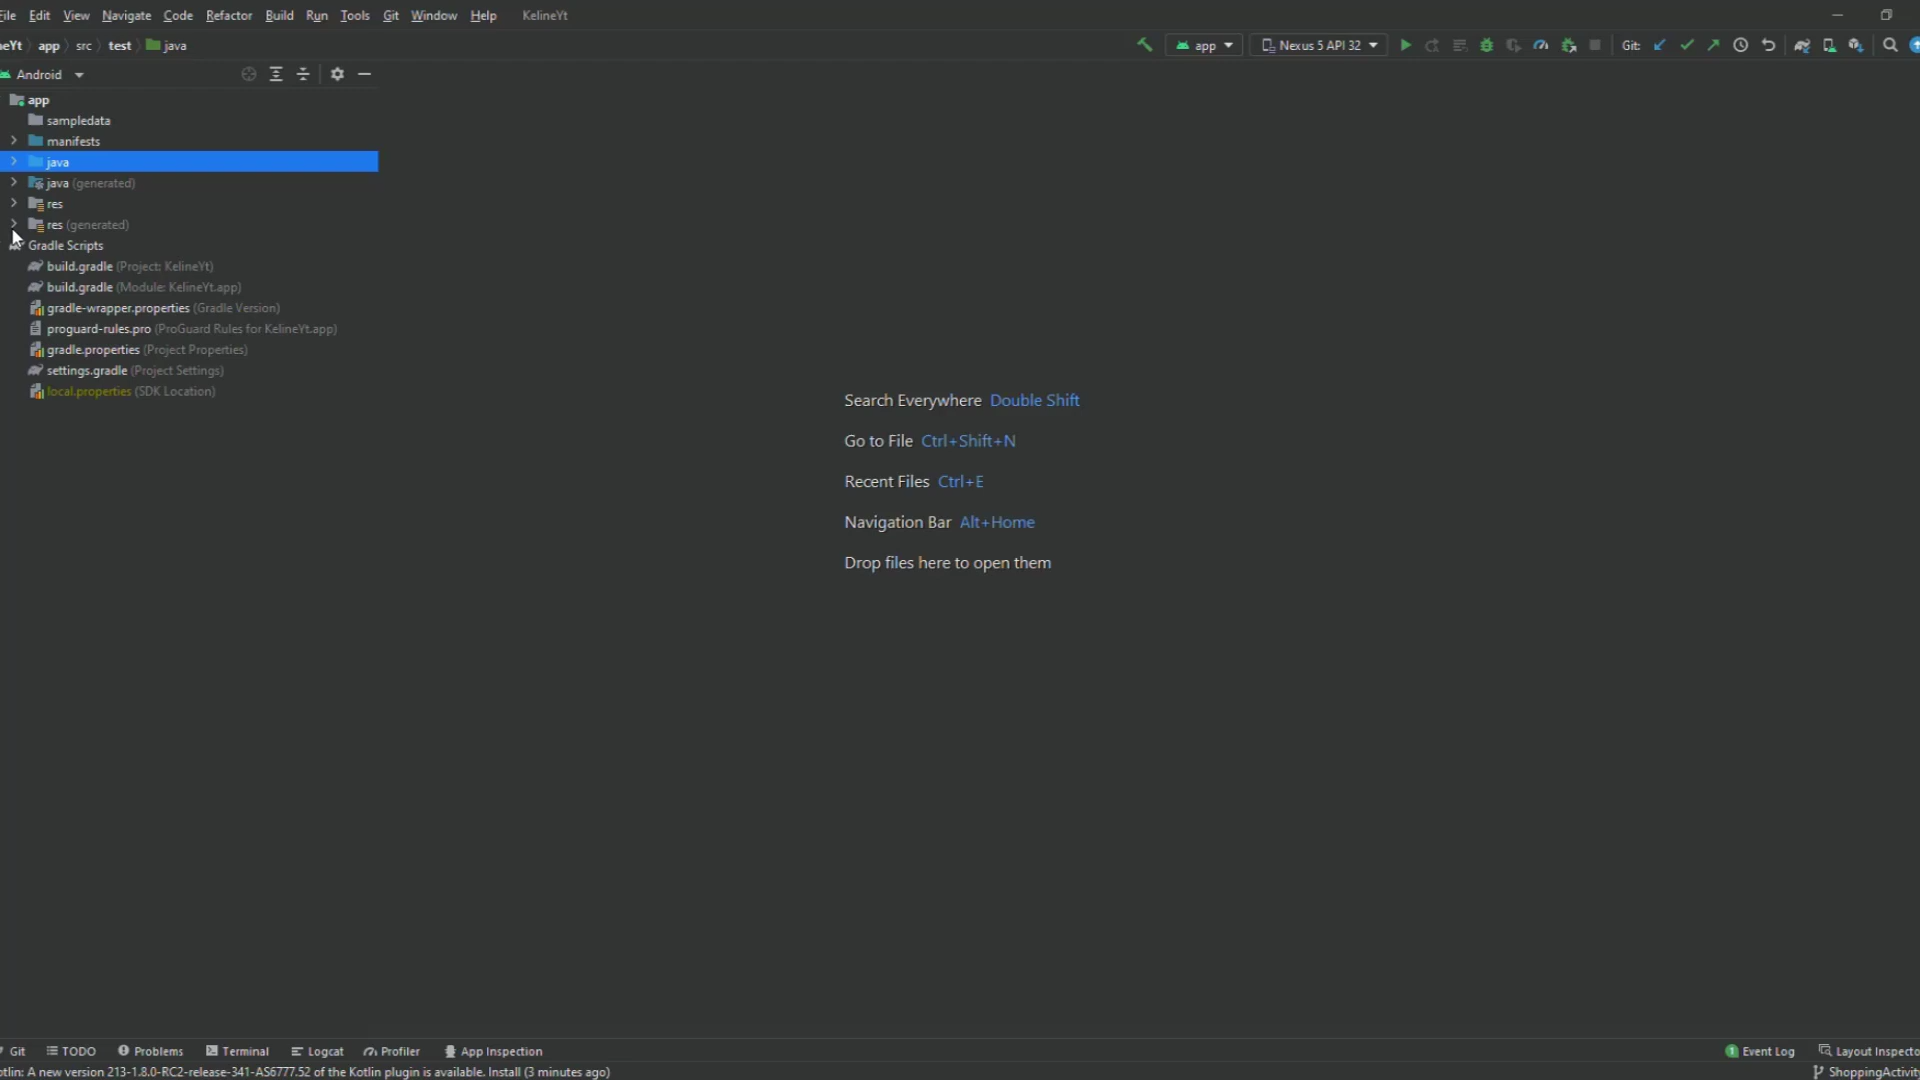 File Edit View Navigate Code Refactor Build Run Tools Git Window Help KelineYt
neYt app src test java app Nexus 5 API 32 Git:
Android
app
sampledata
manifests
java
java (generated)
res
res (generated)
Gradle Scripts
build.gradle (Project: KelineYt)
build.gradle (Module: KelineYt.app)
gradle-wrapper.properties (Gradle Version)
proguard-rules.pro (ProGuard Rules for KelineYt.app)
gradle.properties (Project Properties)
settings.gradle (Project Settings)
local.properties (SDK Location)
Search Everywhere Double Shift
Go to File Ctrl+Shift+N
Recent Files Ctrl+E
Navigation Bar Alt+Home
Drop files here to open them
Git TODO Problems Terminal Logcat Profiler App Inspection 1 Event Log Layout Inspecto
otlin: A new version 213-1.8.0-RC2-release-341-AS6777.52 of the Kotlin plugin is available. Install (3 minutes ago) ShoppingActivit